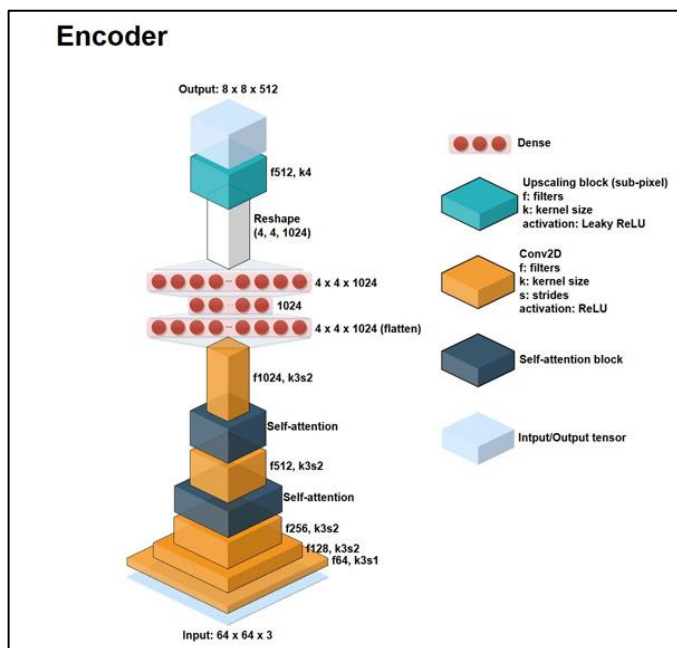 Encoder
Output: 8 x 8 x 512
f512, k4
Reshape
(4, 4, 1024)
4 x 4 x 1024
1024
4 x 4 x 1024 (flatten)
f1024, k3s2
Self-attention
f512, k3s2
Self-attention
f256, k3s2
f128, k3s2
f64, k3s1
Input: 64 x 64 x 3
Dense
Upscaling block (sub-pixel)
f: filters
k: kernel size
activation: Leaky ReLU
Conv2D
f: filters
k: kernel size
s: strides
activation: ReLU
Self-attention block
Intput/Output tensor